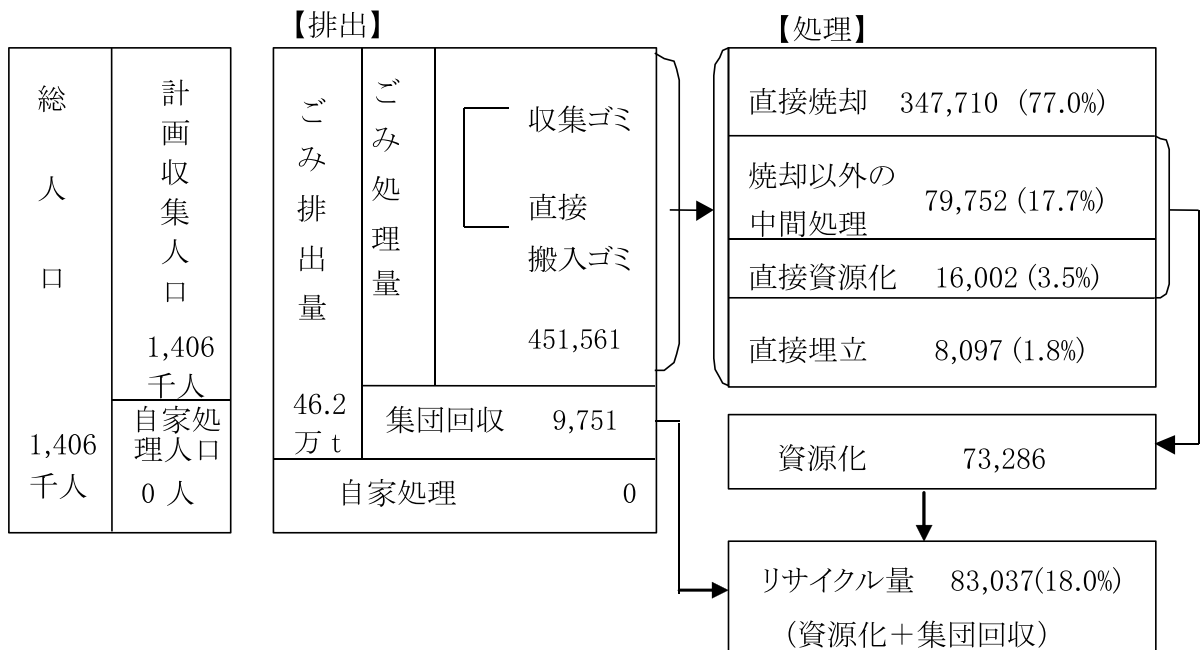 【排出】
【処理】
総人口
1,406
千人
計画収集人口
1,406
千人
自家処
理人口
0 人
ごみ排出量
46.2
万 t
ごみ処理量
収集ゴミ
直接
搬入ゴミ
451,561
集団回収 9,751
自家処理 0
直接焼却 347,710 (77.0%)
焼却以外の
中間処理
79,752 (17.7%)
直接資源化 16,002 (3.5%)
直接埋立 8,097 (1.8%)
資源化 73,286
リサイクル量 83,037(18.0%)
（資源化＋集団回収）